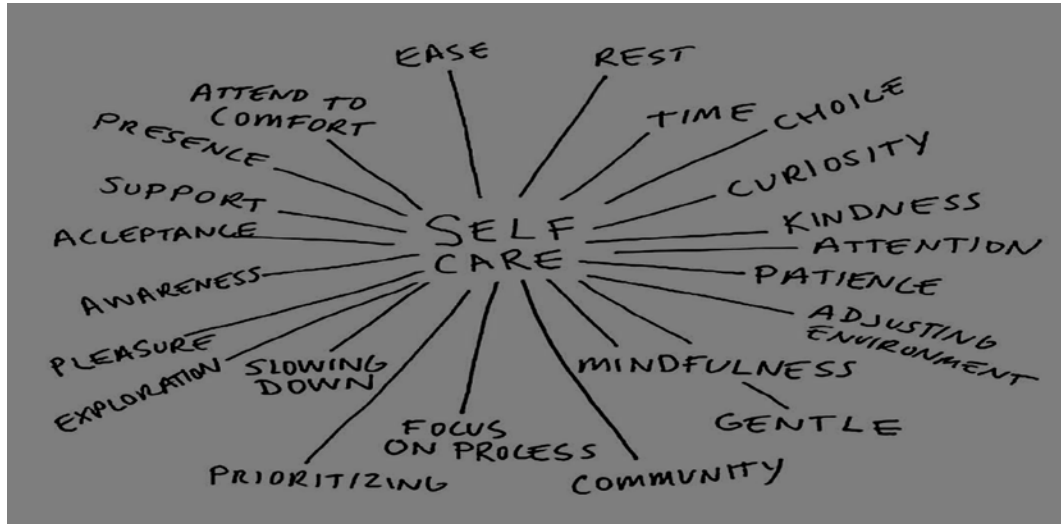 EASE
REST
ATTEND TO
COMFORT
TIME
CHOICE
PRESENCE
CURIOSITY
SUPPORT
KINDNESS
ACCEPTANCE
SELF
CARE
ATTENTION
AWARENESS
PATIENCE
ADJUSTING
ENVIRONMENT
PLEASURE
EXPLORATION
SLOWING
DOWN
MINDFULNESS
GENTLE
FOCUS
ON PROCESS
PRIORITIZING
COMMUNITY